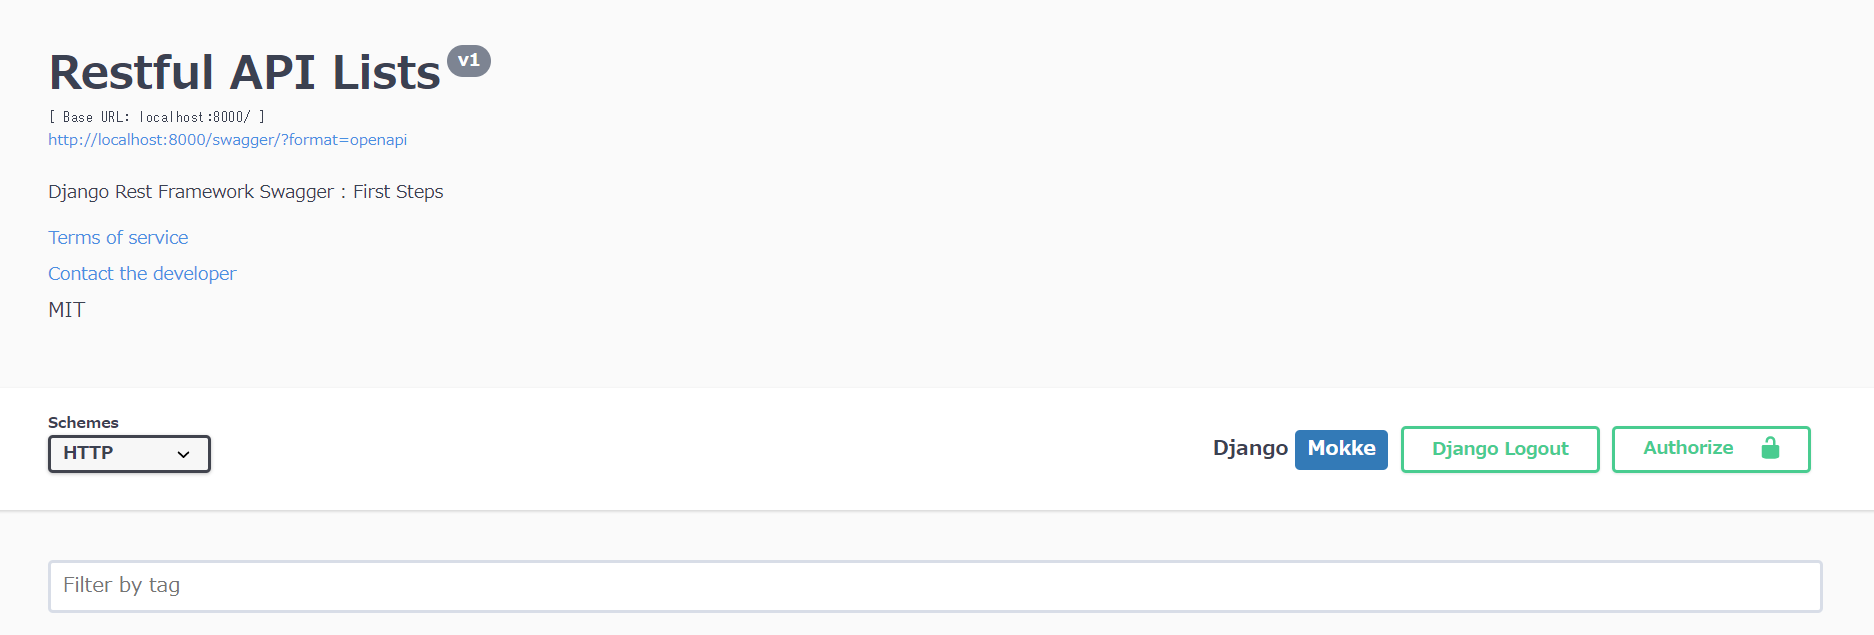 Restful API Lists v1
[ Base URL: localhost:8000/ ]
http://localhost:8000/swagger/?format=openapi
Django Rest Framework Swagger : First Steps
Terms of service
Contact the developer
MIT
Schemes
HTTP
Django Mokke Django Logout Authorize
Filter by tag